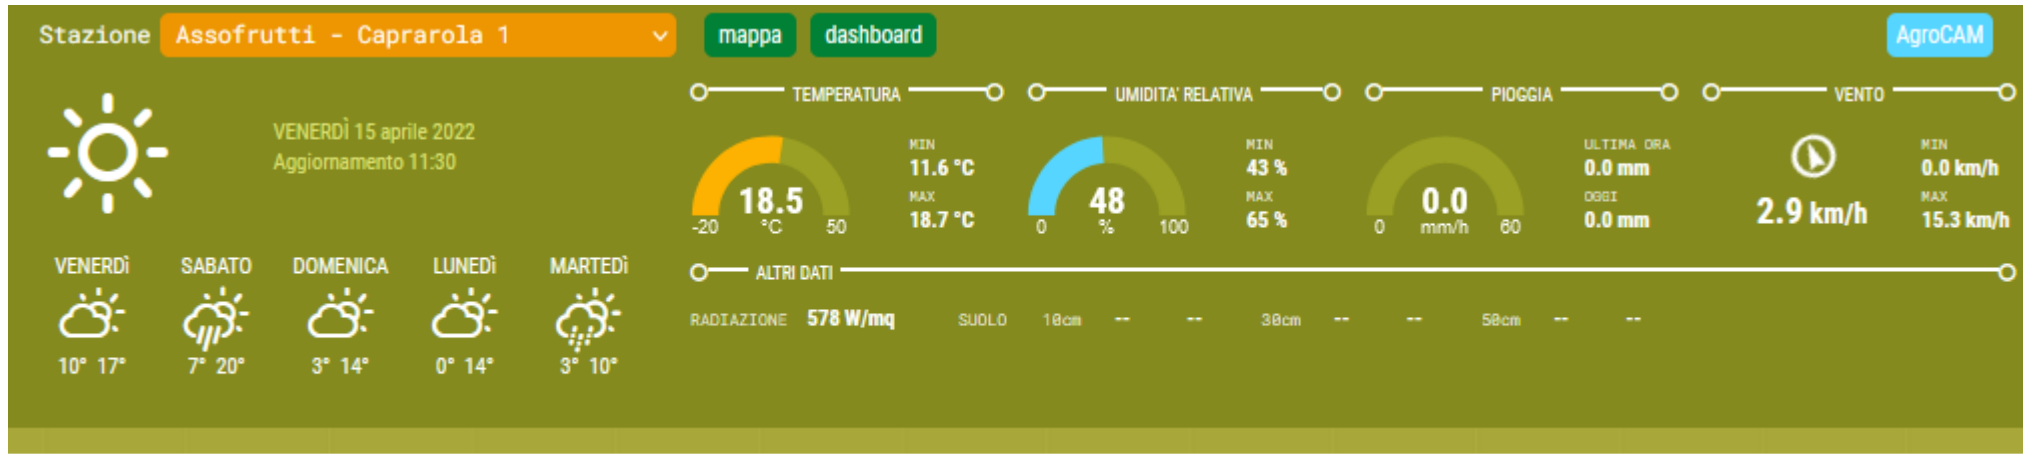 Stazione Assofrutti - Caprarola 1 mappa dashboard AgroCAM
VENERDÌ 15 aprile 2022
Aggiornamento 11:30
TEMPERATURA
18.5
°C
-20 50
MIN
11.6 °C
MAX
18.7 °C
UMIDITA' RELATIVA
48
%
0 100
MIN
43 %
MAX
65 %
PIOGGIA
0.0
mm/h
0 60
ULTIMA ORA
0.0 mm
OGGI
0.0 mm
VENTO
2.9 km/h
MIN
0.0 km/h
MAX
15.3 km/h
VENERDÌ SABATO DOMENICA LUNEDÌ MARTEDÌ
10° 17° 7° 20° 3° 14° 0° 14° 3° 10°
ALTRI DATI
RADIAZIONE 578 W/mq SUOLO 10cm -- -- 30cm -- -- 50cm -- --